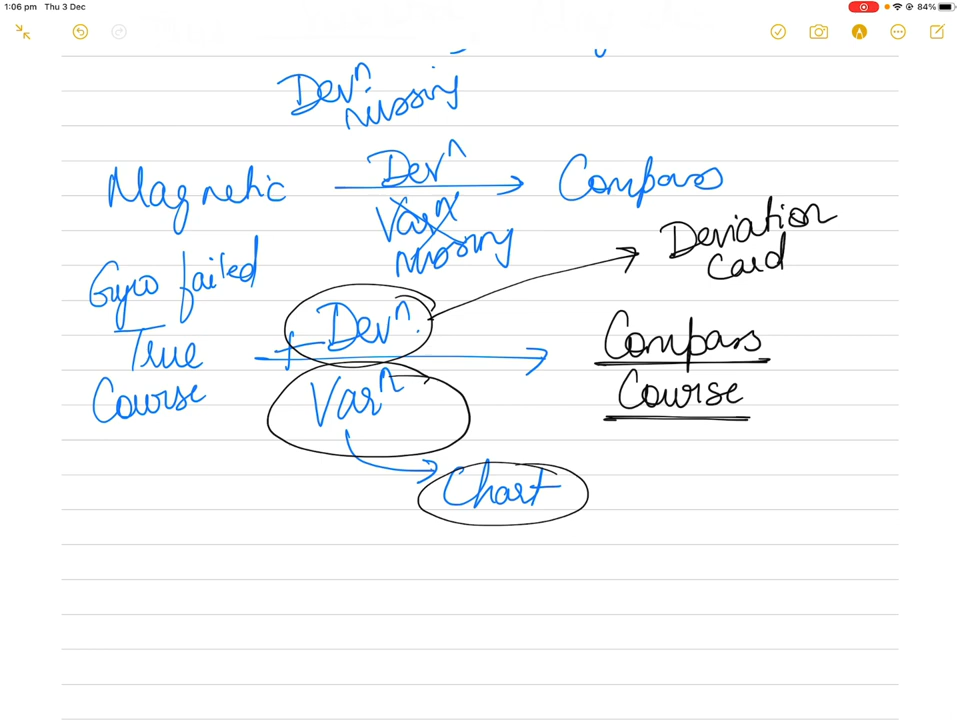 1:06 pm Thu 3 Dec 84%
Devⁿ
missing
Magnetic Devⁿ Compass
Varⁿ
missing
Deviation
Card
Gyro failed
True Devⁿ. Compass
Course Varⁿ Course
Chart